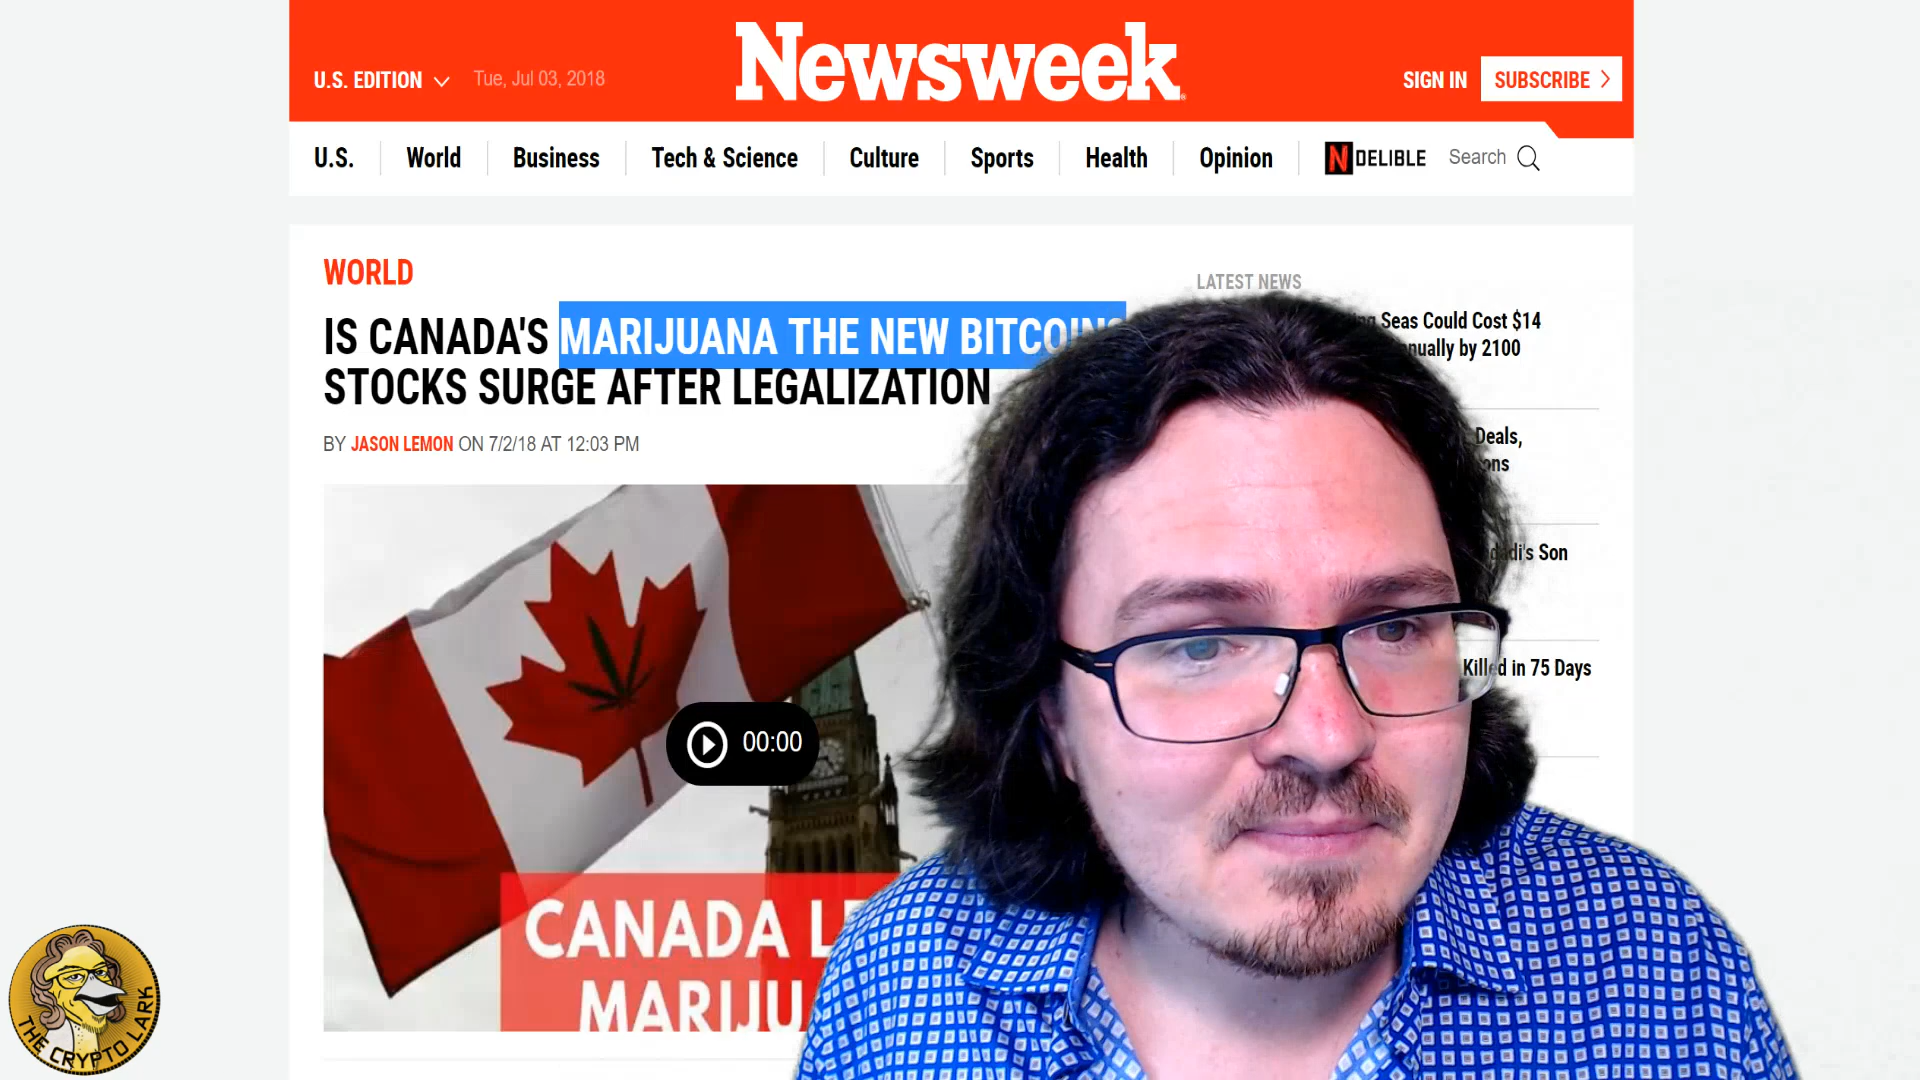 U.S. EDITION
Tue, Jul 03, 2018
Newsweek
SIGN IN
SUBSCRIBE
U.S.
World
Business
Tech & Science
Culture
Sports
Health
Opinion
N DELIBLE
Search
WORLD
IS CANADA'S MARIJUANA THE NEW BITCOIN
STOCKS SURGE AFTER LEGALIZATION
BY JASON LEMON ON 7/2/18 AT 12:03 PM
LATEST NEWS
Seas Could Cost $14
by 2100
Deals,
Son
Killed in 75 Days
00:00
CANADA
THE CRYPTO LARK